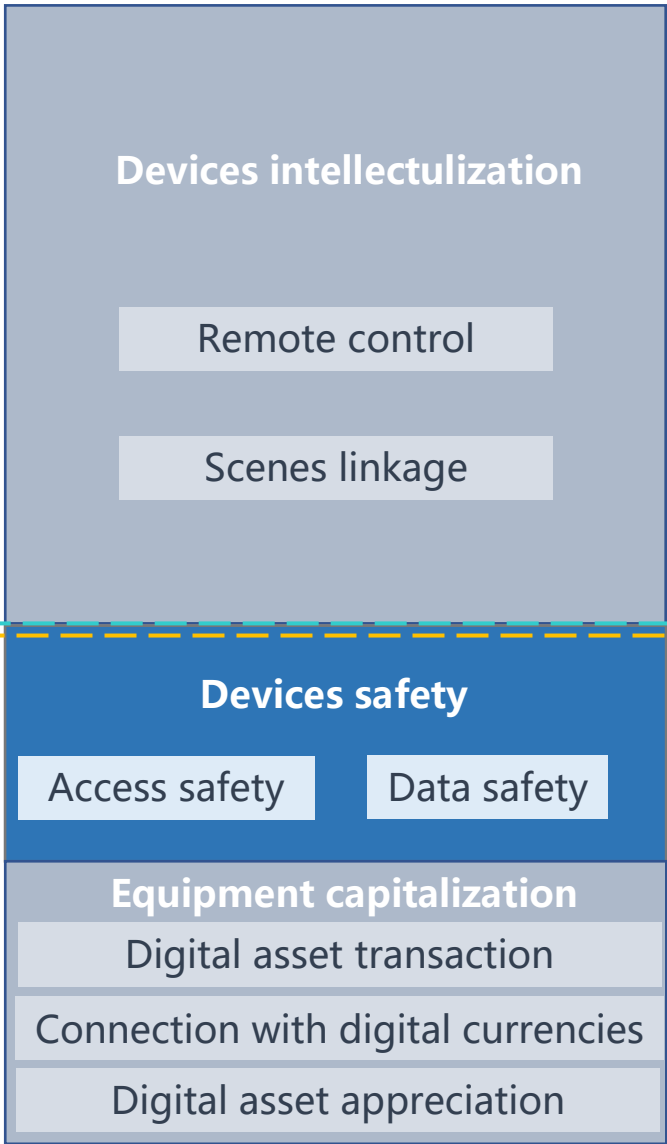 Devices intellectulization
Remote control
Scenes linkage
Devices safety
Access safety
Data safety
Equipment capitalization
Digital asset transaction
Connection with digital currencies
Digital asset appreciation